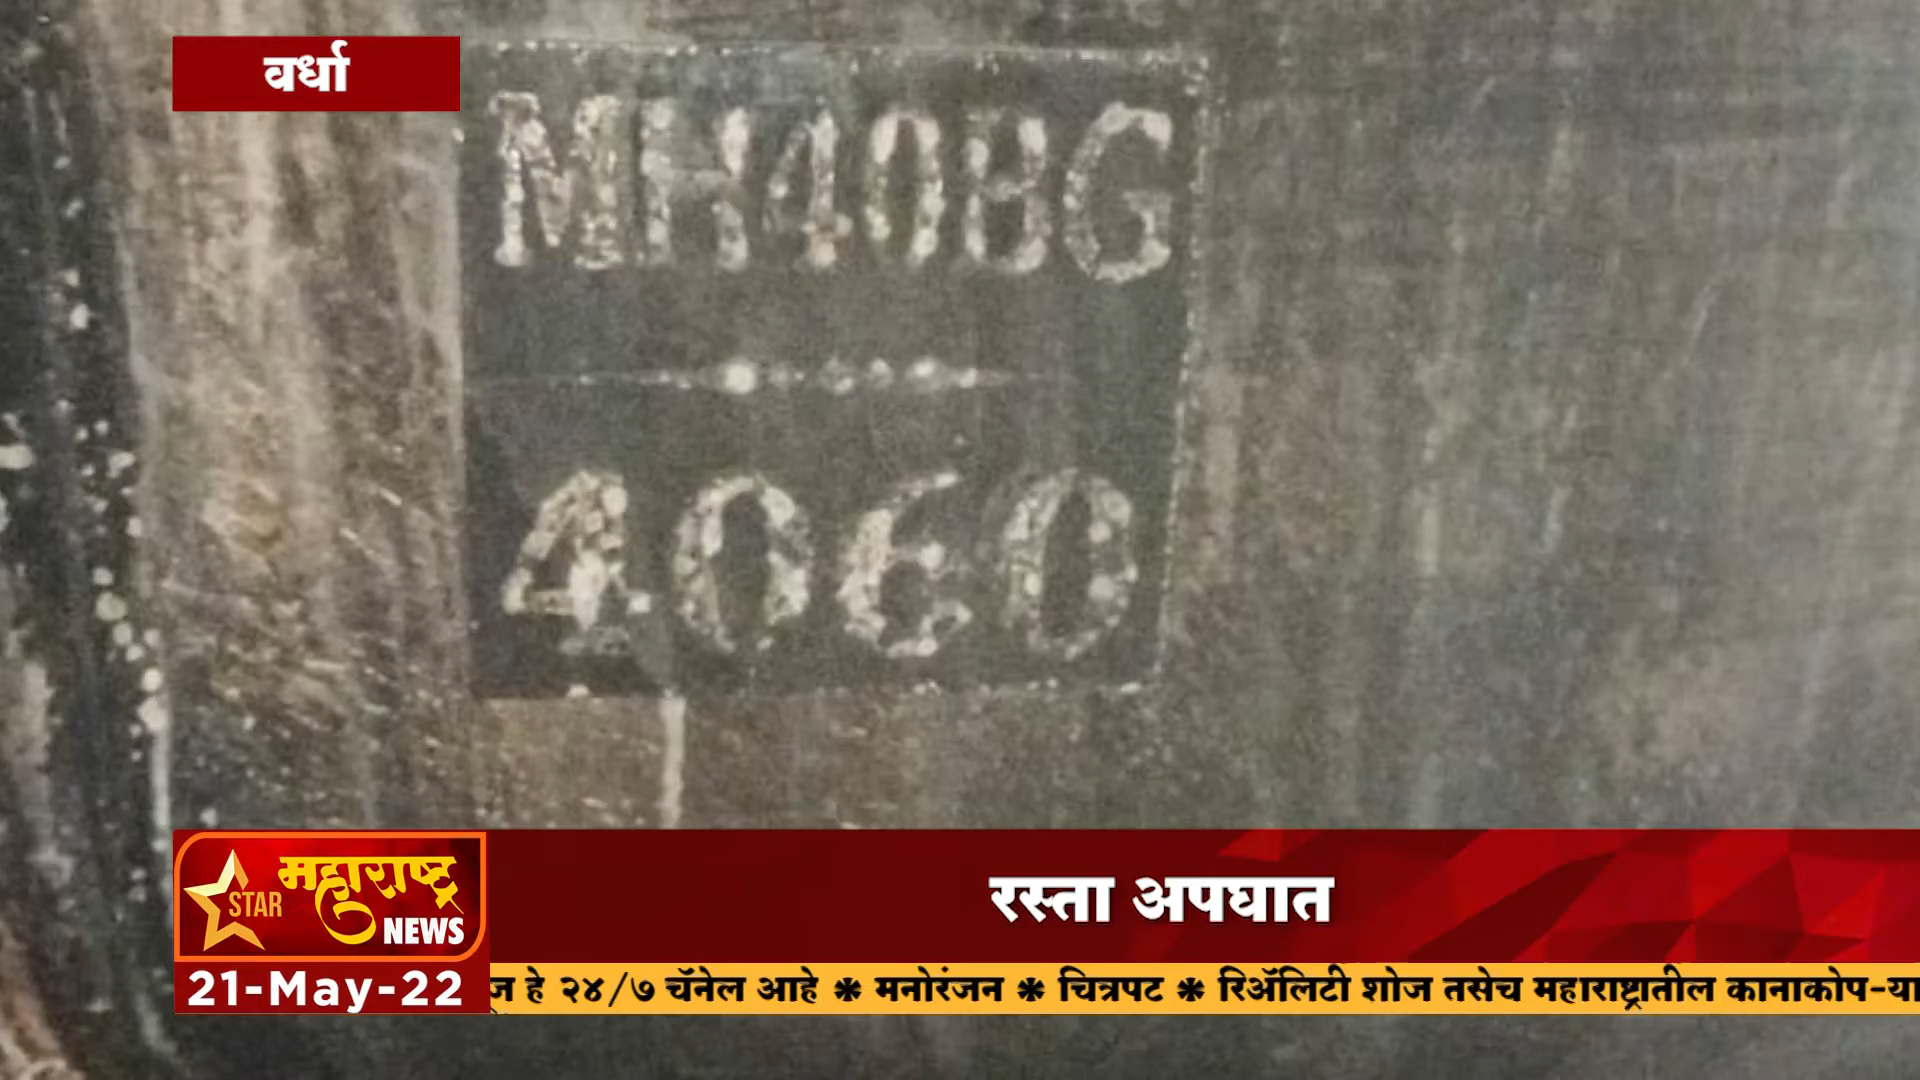 वर्धा
MH40BG
4060
STAR महाराष्ट्र NEWS
रस्ता अपघात
21-May-22
हे २४/७ चॅनेल आहे ❋ मनोरंजन ❋ चित्रपट ❋ रिॲलिटी शोज तसेच महाराष्ट्रातील कानाकोप-या